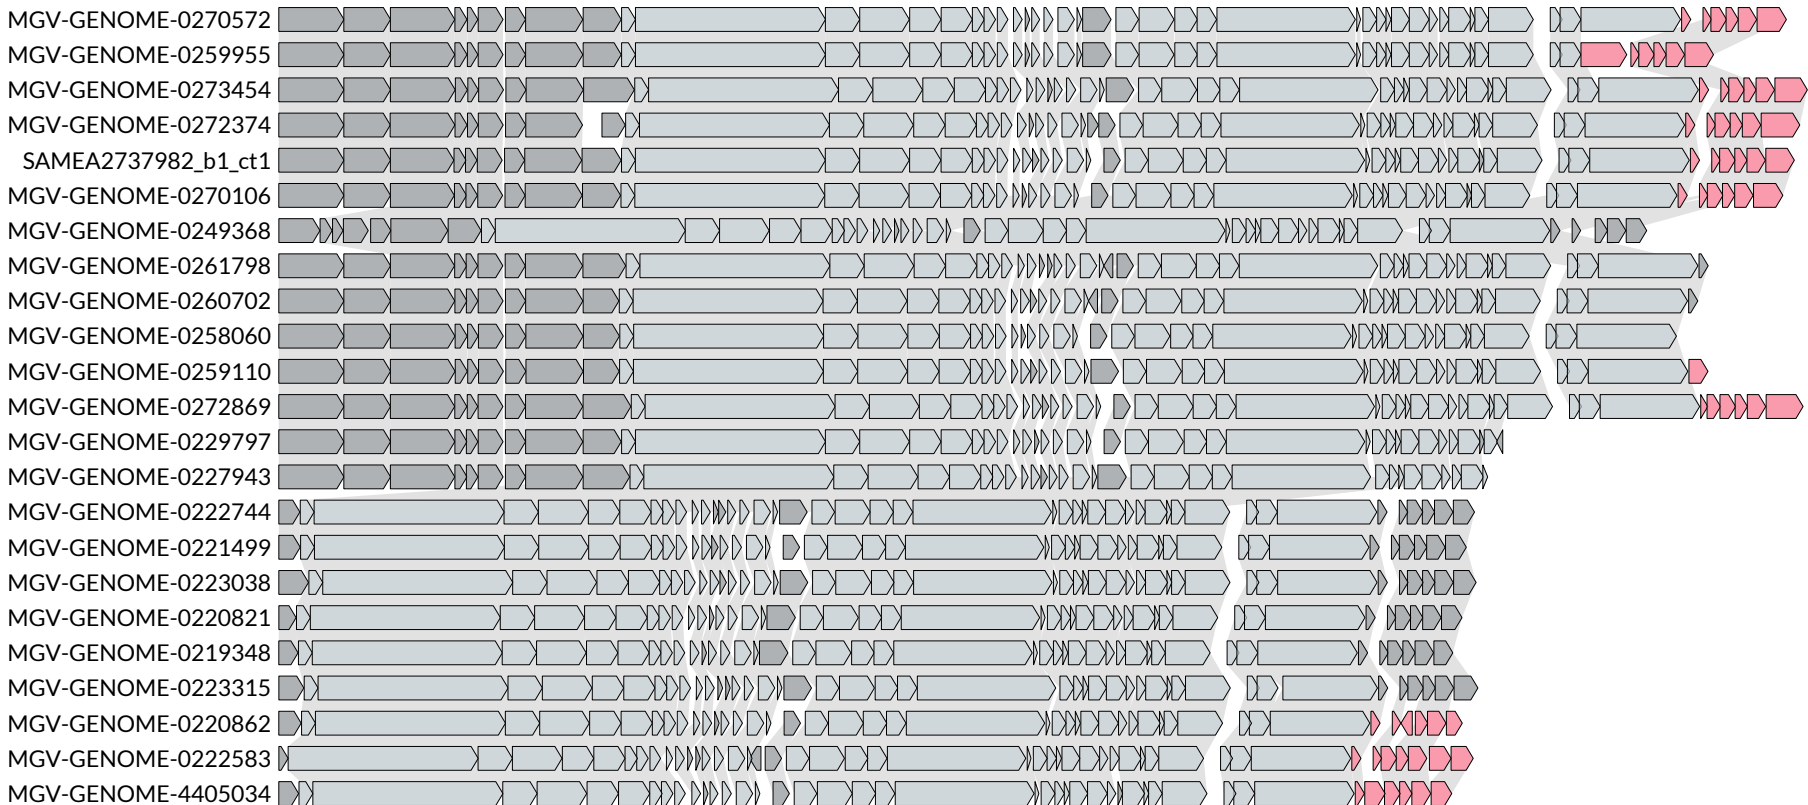 MGV-GENOME-0270572
MGV-GENOME-0259955
MGV-GENOME-0273454
MGV-GENOME-0272374
SAMEA2737982_b1_ct1
MGV-GENOME-0270106
MGV-GENOME-0249368
MGV-GENOME-0261798
MGV-GENOME-0260702
MGV-GENOME-0258060
MGV-GENOME-0259110
MGV-GENOME-0272869
MGV-GENOME-0229797
MGV-GENOME-0227943
MGV-GENOME-0222744
MGV-GENOME-0221499
MGV-GENOME-0223038
MGV-GENOME-0220821
MGV-GENOME-0219348
MGV-GENOME-0223315
MGV-GENOME-0220862
MGV-GENOME-0222583
MGV-GENOME-4405034